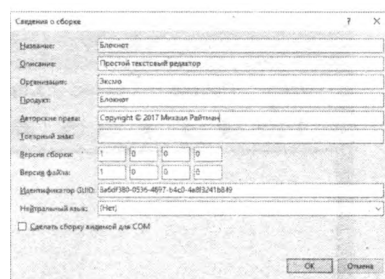 Сведения о сборке ? ×
Название: Блокнот
Описание: Простой текстовый редактор
Организация: Эксмо
Продукт: Блокнот
Авторские права: Copyright © 2017 Михаил Райтман
Товарный знак:
Версия сборки: 1 0 0 0
Версия файла: 1 0 0 0
Идентификатор GUID:
Нейтральный язык: (Нет)
Сделать сборку видимой для COM
OK Отмена